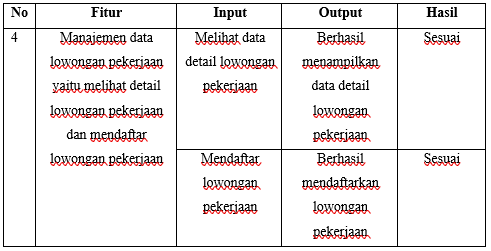 No Fitur Input Output Hasil
4 Manajemen data Melihat data Berhasil Sesuai
lowongan pekerjaan detail lowongan menampilkan
yaitu melihat detail pekerjaan data detail
lowongan pekerjaan lowongan
dan mendaftar pekerjaan
lowongan pekerjaan Mendaftar Berhasil Sesuai
lowongan mendaftarkan
pekerjaan lowongan
pekerjaan